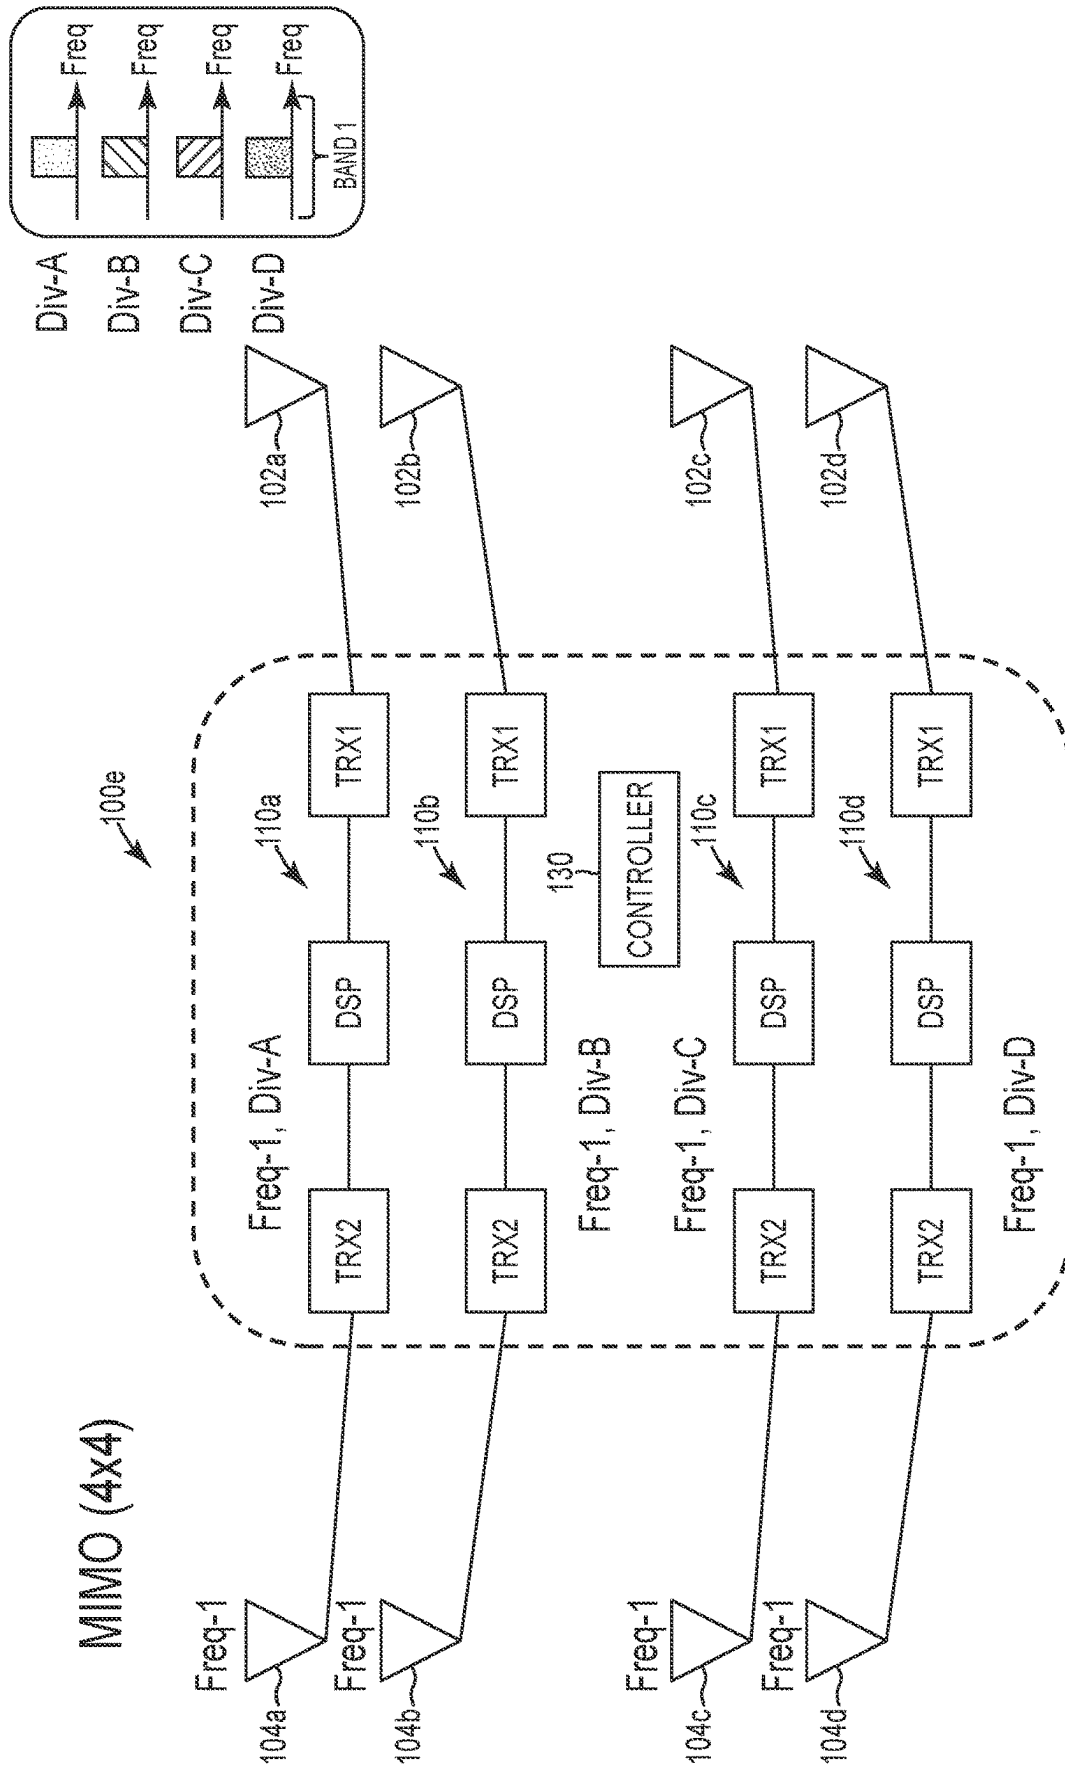 MIMO (4x4)
100e
Div-A
Freq
Div-B
Freq
Div-C
Freq
Div-D
Freq
BAND 1
Freq-1
104a
Freq-1, Div-A
110a
TRX2
DSP
TRX1
102a
Freq-1
104b
110b
TRX2
DSP
TRX1
102b
Freq-1, Div-B
130
CONTROLLER
Freq-1
104c
Freq-1, Div-C
110c
TRX2
DSP
TRX1
102c
Freq-1
104d
110d
TRX2
DSP
TRX1
102d
Freq-1, Div-D